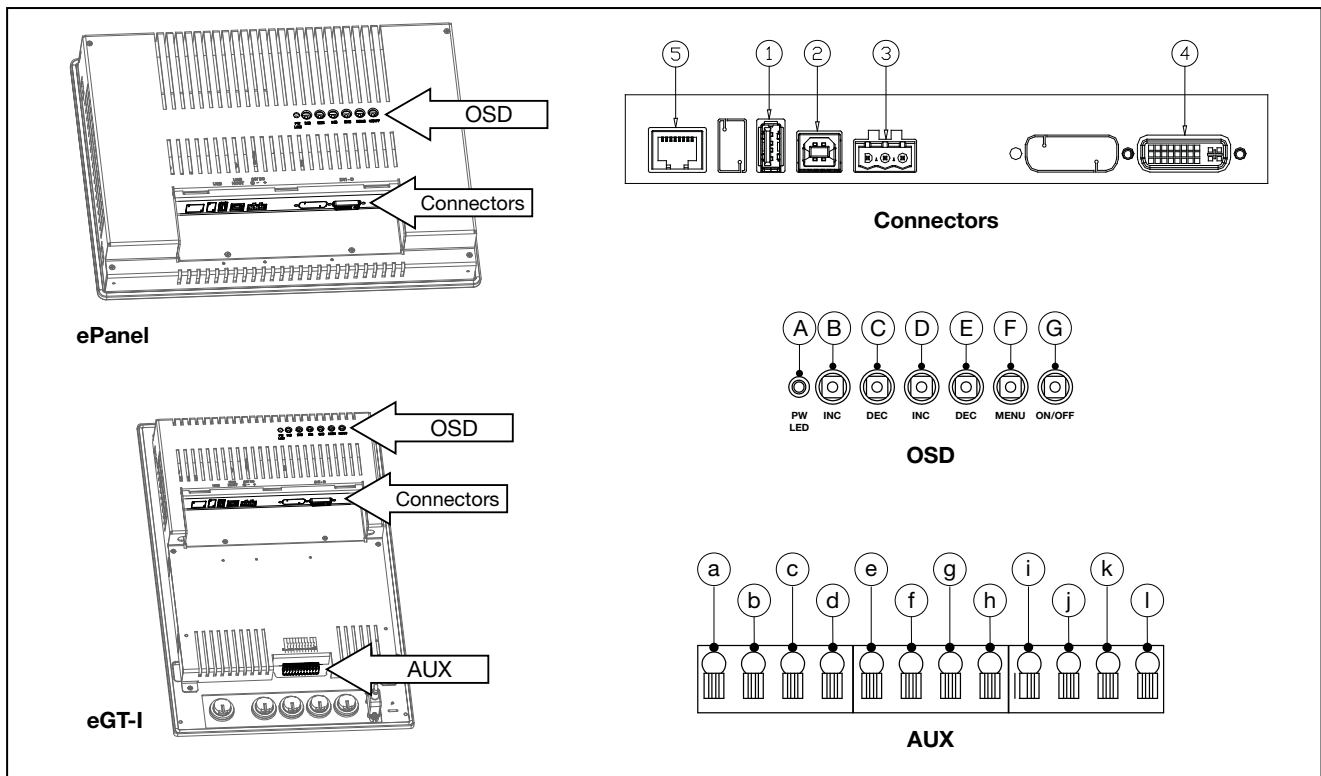 OSD
Connectors
ePanel
5
1
2
3
4
Connectors
A
B
C
D
E
F
G
PW
LED
INC
DEC
INC
DEC
MENU
ON/OFF
OSD
OSD
Connectors
AUX
eGT-I
a
b
c
d
e
f
g
h
i
j
k
l
AUX